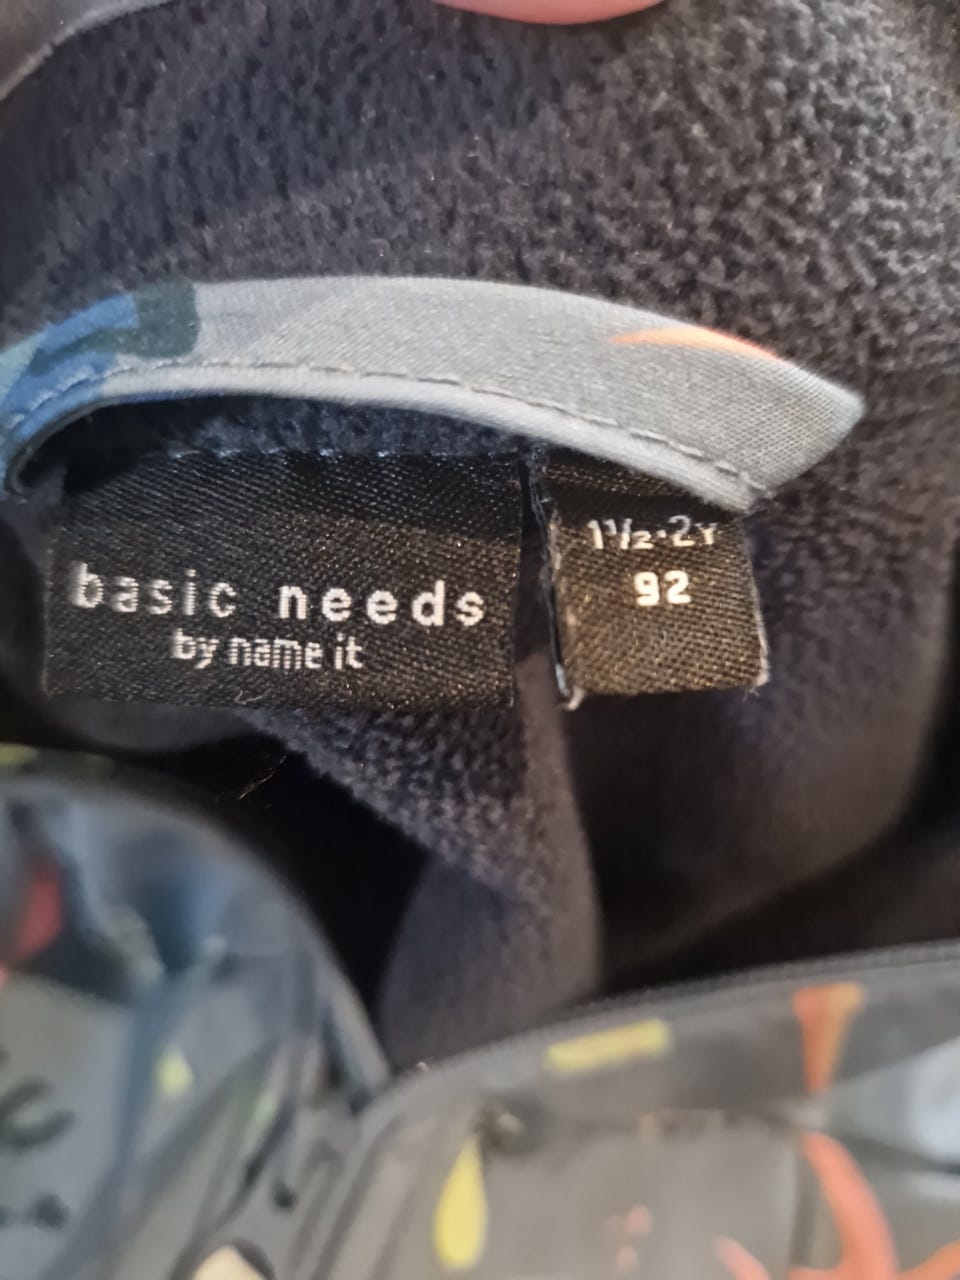 basic needs
by name it
1½-2Y
92